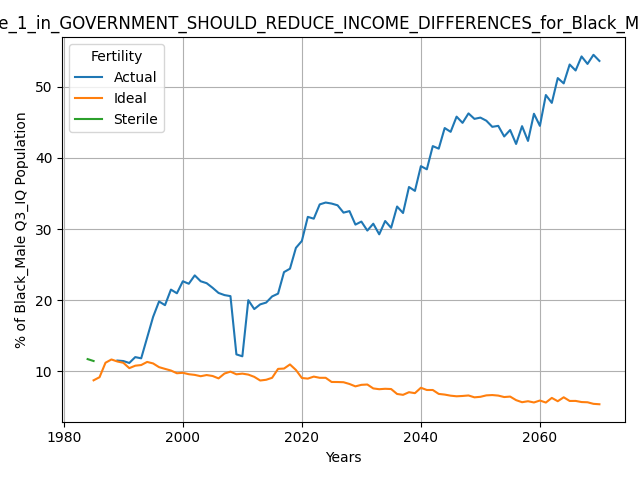 e_1_in_GOVERNMENT_SHOULD_REDUCE_INCOME_DIFFERENCES_for_Black_M
Fertility
Actual
Ideal
Sterile
% of Black_Male Q3_IQ Population
50
40
30
20
10
1980 2000 2020 2040 2060
Years